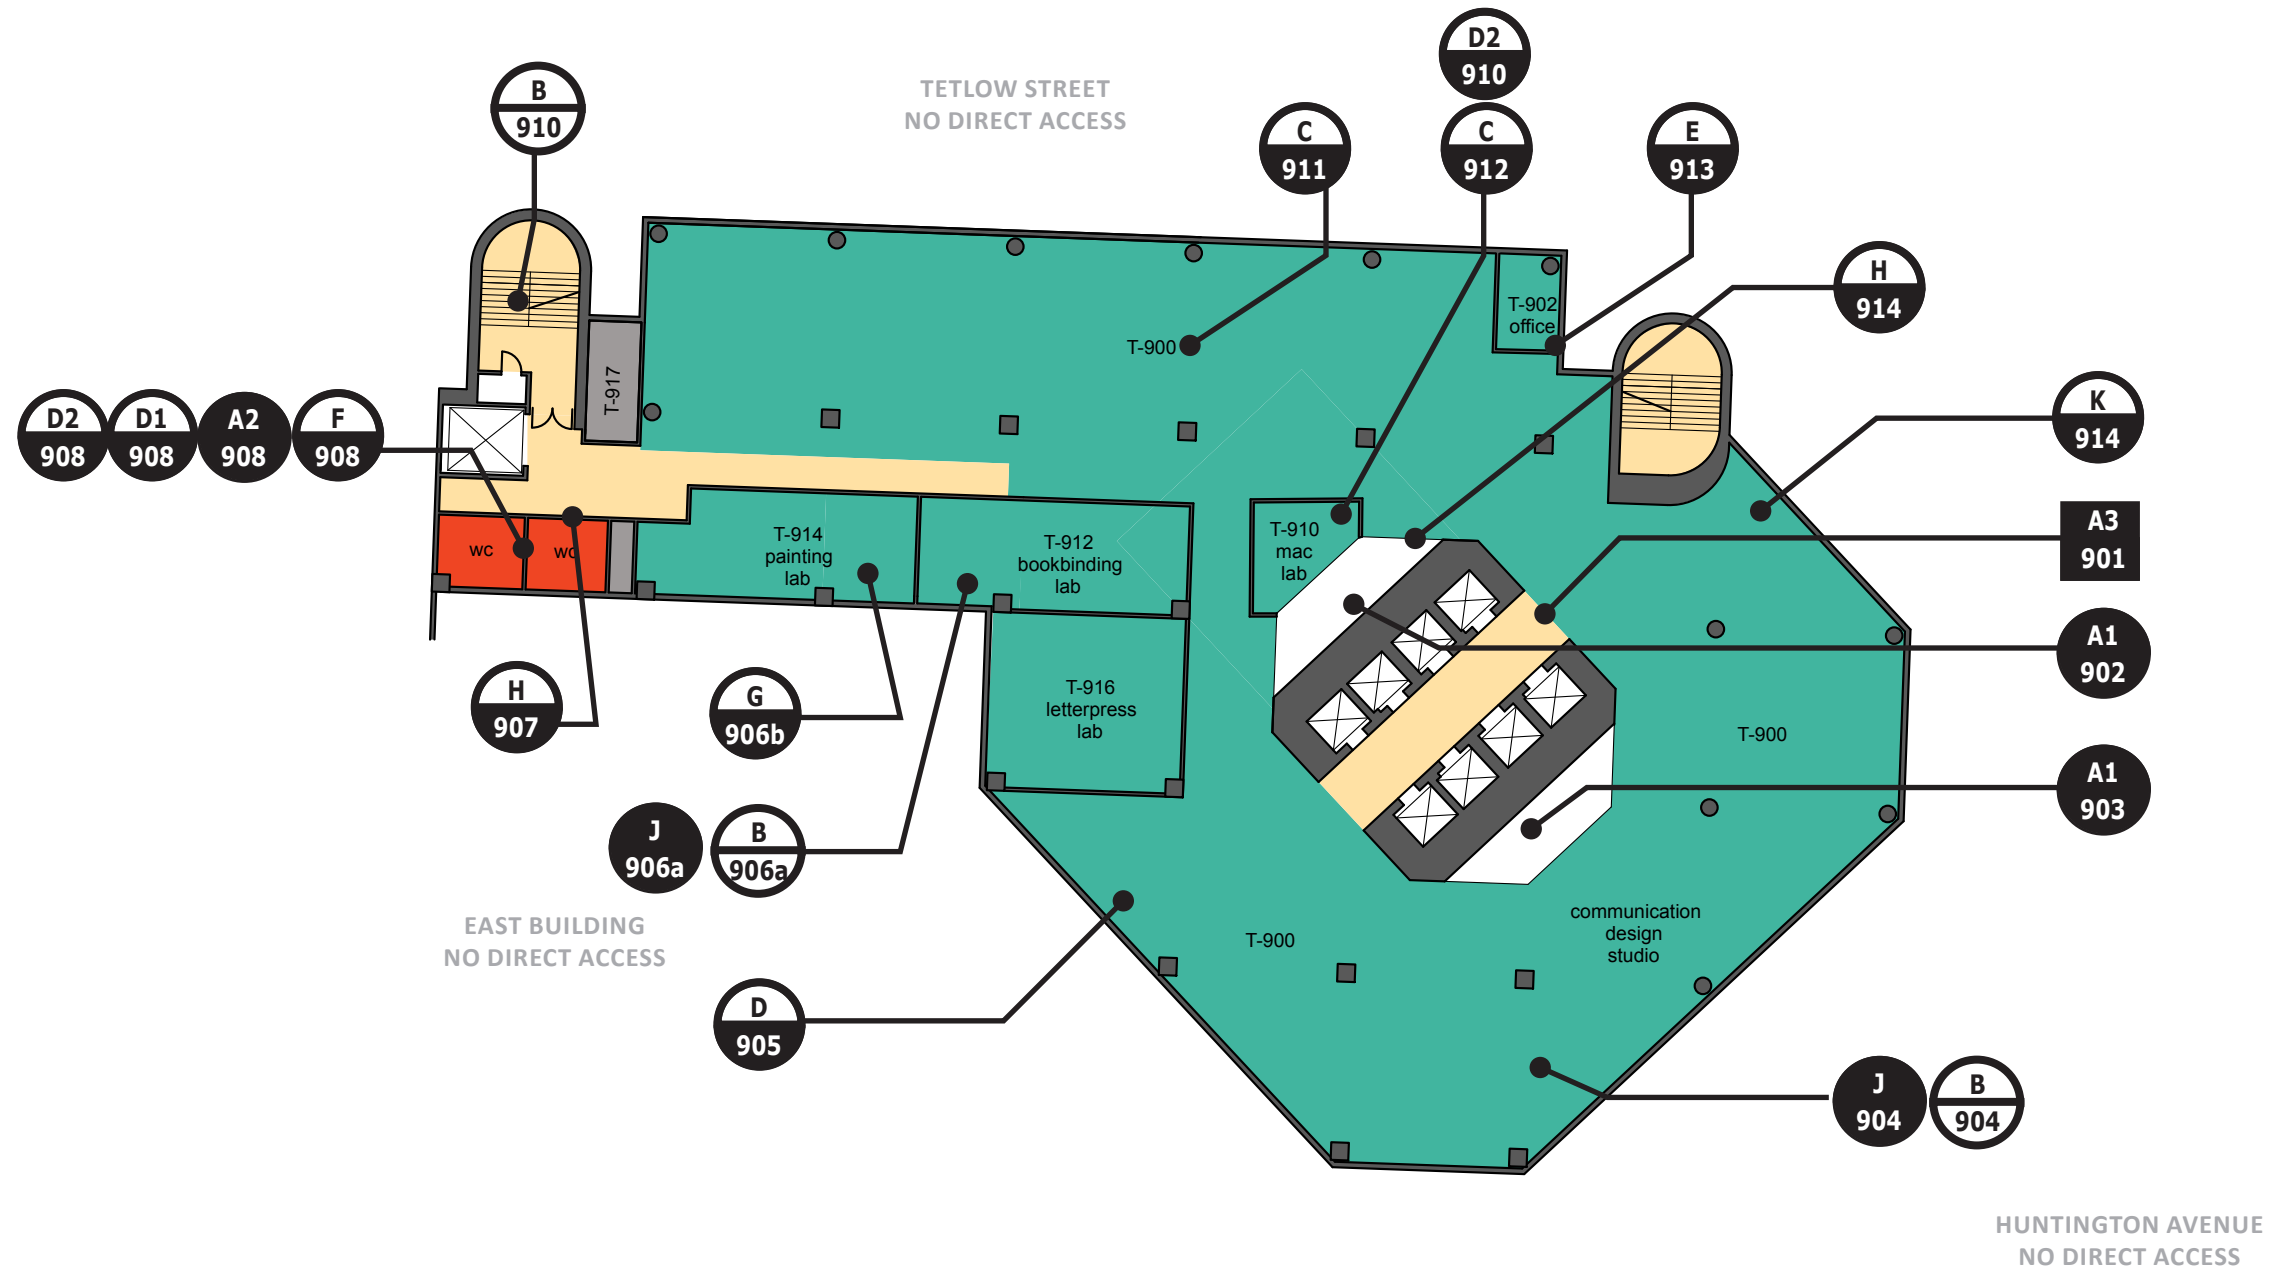 D2
910
B
910
TETLOW STREET
NO DIRECT ACCESS
C
911
C
912
E
913
H
914
T-902
office
T-900
T-917
D2
908
D1
908
A2
908
F
908
K
914
A3
901
T-914
painting
lab
T-912
bookbinding
lab
T-910
mac
lab
wc
wc
A1
902
H
907
G
906b
T-916
letterpress
lab
T-900
A1
903
J
906a
B
906a
EAST BUILDING
NO DIRECT ACCESS
T-900
communication
design
studio
D
905
J
904
B
904
HUNTINGTON AVENUE
NO DIRECT ACCESS